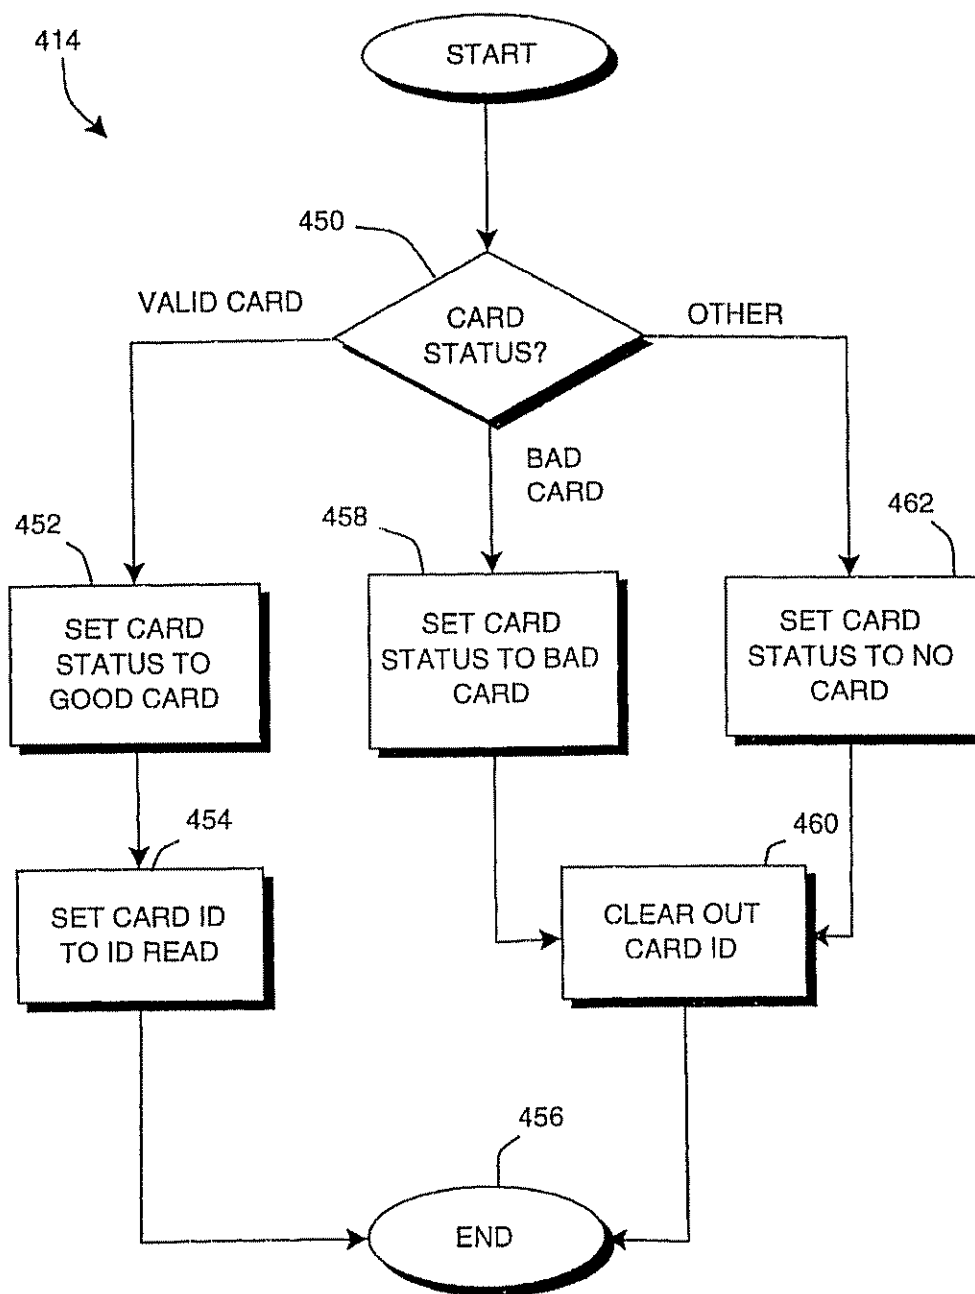 414
START
450
VALID CARD
CARD
STATUS?
OTHER
BAD
CARD
452
458
462
SET CARD
STATUS TO
GOOD CARD
SET CARD
STATUS TO BAD
CARD
SET CARD
STATUS TO NO
CARD
454
460
SET CARD ID
TO ID READ
CLEAR OUT
CARD ID
456
END